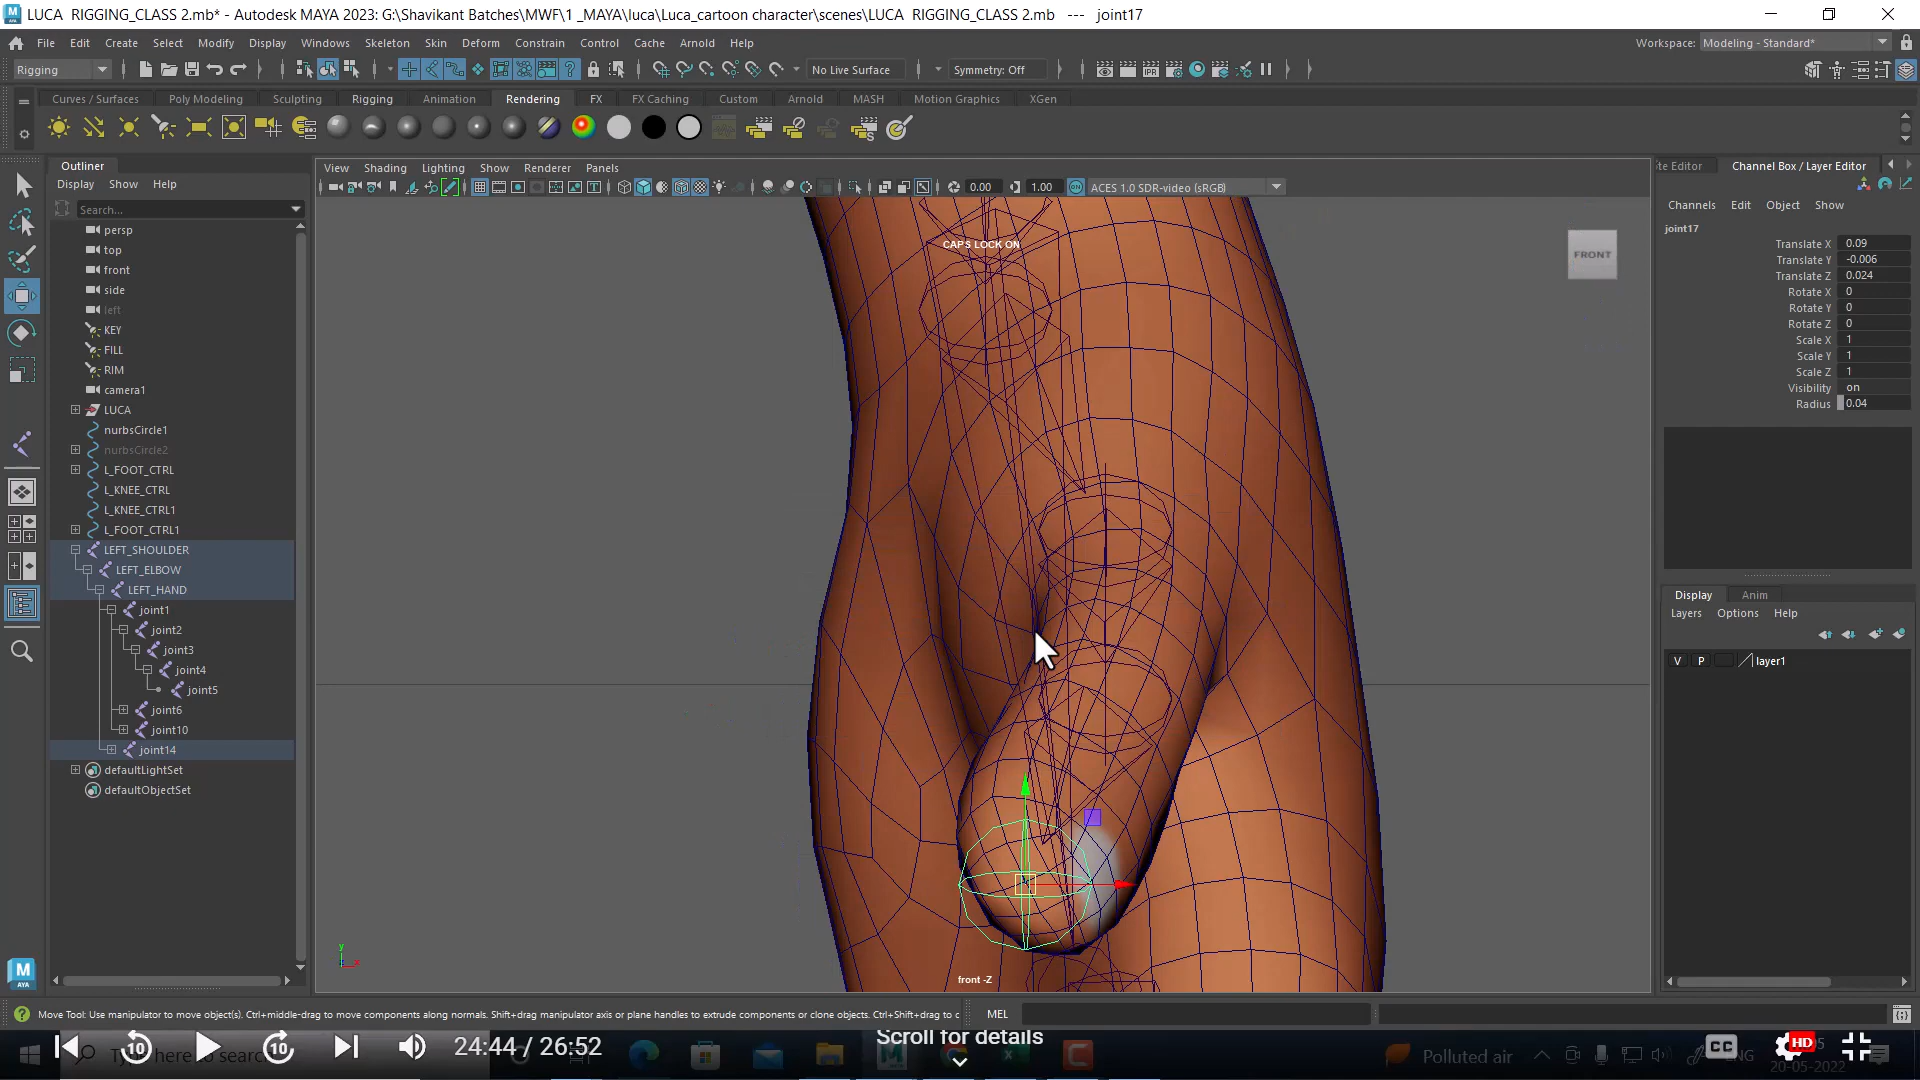 LUCA RIGGING_CLASS 2.mb* - Autodesk MAYA 2023: G:\Shavikant Batches\MWF\1 _MAYA\luca\Luca_cartoon character\scenes\LUCA RIGGING_CLASS 2.mb --- joint17
File Edit Create Select Modify Display Windows Skeleton Skin Deform Constrain Control Cache Arnold Help
Workspace: Modeling - Standard*
Rigging
No Live Surface
Symmetry: Off
Curves / Surfaces Poly Modeling Sculpting Rigging Animation Rendering FX FX Caching Custom Arnold MASH Motion Graphics XGen
Outliner
Display Show Help
Search...
persp
top
front
side
left
KEY
FILL
RIM
camera1
LUCA
nurbsCircle1
nurbsCircle2
L_FOOT_CTRL
L_KNEE_CTRL
L_KNEE_CTRL1
L_FOOT_CTRL1
LEFT_SHOULDER
LEFT_ELBOW
LEFT_HAND
joint1
joint2
joint3
joint4
joint5
joint6
joint10
joint14
defaultLightSet
defaultObjectSet
View Shading Lighting Show Renderer Panels
0.00 1.00 ACES 1.0 SDR-video (sRGB)
CAPS LOCK ON
FRONT
front -Z
te Editor Channel Box / Layer Editor
Channels Edit Object Show
joint17
Translate X 0.09
Translate Y -0.006
Translate Z 0.024
Rotate X 0
Rotate Y 0
Rotate Z 0
Scale X 1
Scale Y 1
Scale Z 1
Visibility on
Radius 0.04
Display Anim
Layers Options Help
V P layer1
Move Tool: Use manipulator to move object(s). Ctrl+middle-drag to move components along normals. Shift+drag manipulator axis or plane handles to extrude components or clone objects. Ctrl+Shift+drag to c
MEL
10 10 24:44 / 26:52
Scroll for details
Polluted air
CC HD
20-05-2022